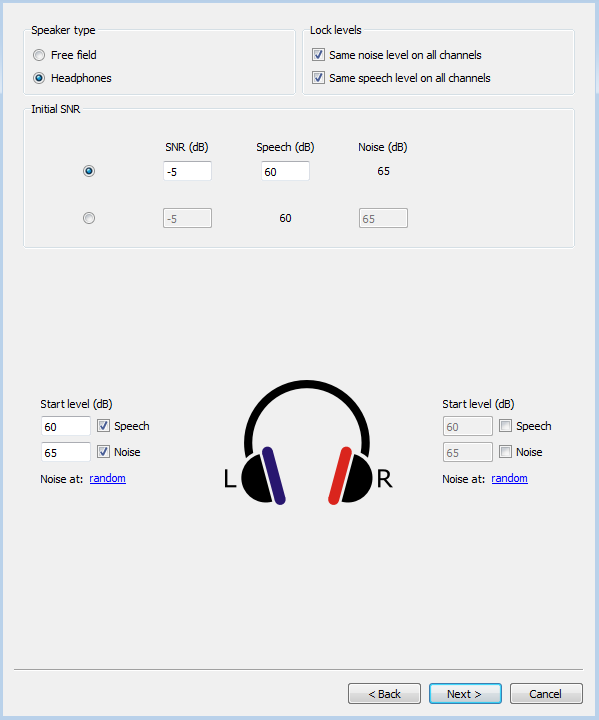 Speaker type
Free field
Headphones
Lock levels
Same noise level on all channels
Same speech level on all channels
Initial SNR
SNR (dB) Speech (dB) Noise (dB)
-5 60 65
-5 60 65
Start level (dB)
60 Speech
65 Noise
Noise at: random
L R
Start level (dB)
60 Speech
65 Noise
Noise at: random
< Back Next > Cancel